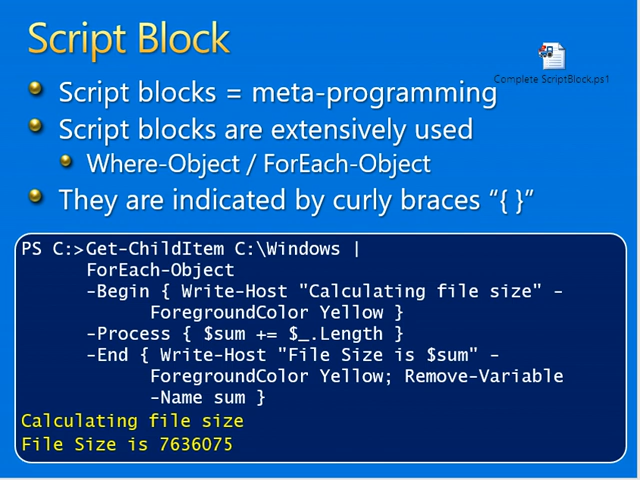 Script Block
Complete ScriptBlock.ps1
Script blocks = meta-programming
Script blocks are extensively used
Where-Object / ForEach-Object
They are indicated by curly braces “{ }”
PS C:>Get-ChildItem C:\Windows |
ForEach-Object
-Begin { Write-Host "Calculating file size" -
ForegroundColor Yellow }
-Process { $sum += $_.Length }
-End { Write-Host "File Size is $sum" -
ForegroundColor Yellow; Remove-Variable
-Name sum }
Calculating file size
File Size is 7636075